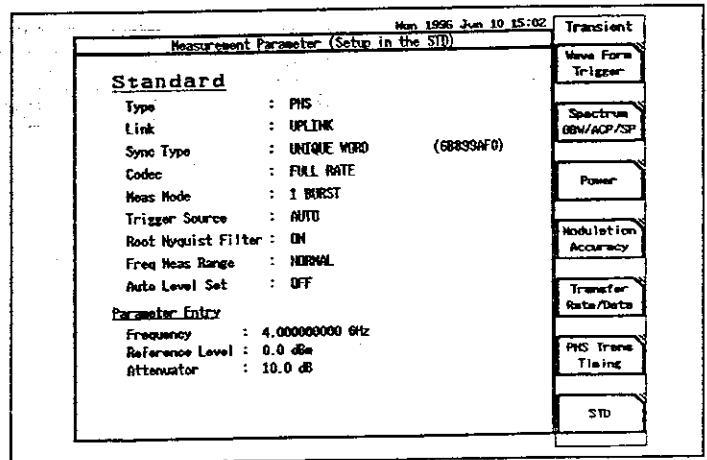 Mon 1996 Jun 10 15:02
Measurement Parameter (Setup in the STD)
Standard
Type : PHS
Link : UPLINK
Sync Type : UNIQUE WORD (6B899AF0)
Codec : FULL RATE
Meas Mode : 1 BURST
Trigger Source : AUTO
Root Nyquist Filter : ON
Freq Meas Range : NORMAL
Auto Level Set : OFF
Parameter Entry
Frequency : 4.000000000 GHz
Reference Level : 0.0 dBm
Attenuator : 10.0 dB
Transient
Wave Form
Trigger
Spectrum
OBW/ACP/SP
Power
Modulation
Accuracy
Transfer
Rate/Data
PHS Trans
Timing
STD